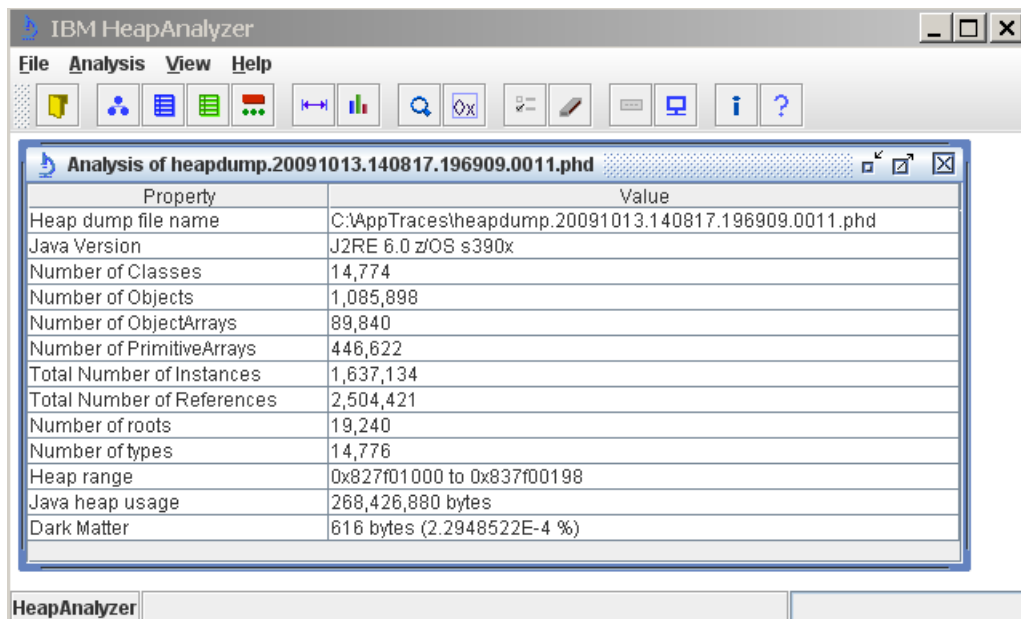 IBM HeapAnalyzer
File Analysis View Help
Analysis of heapdump.20091013.140817.196909.0011.phd
Property Value
Heap dump file name C:\AppTraces\heapdump.20091013.140817.196909.0011.phd
Java Version J2RE 6.0 z/OS s390x
Number of Classes 14,774
Number of Objects 1,085,898
Number of ObjectArrays 89,840
Number of PrimitiveArrays 446,622
Total Number of Instances 1,637,134
Total Number of References 2,504,421
Number of roots 19,240
Number of types 14,776
Heap range 0x827f01000 to 0x837f00198
Java heap usage 268,426,880 bytes
Dark Matter 616 bytes (2.2948522E-4 %)
HeapAnalyzer